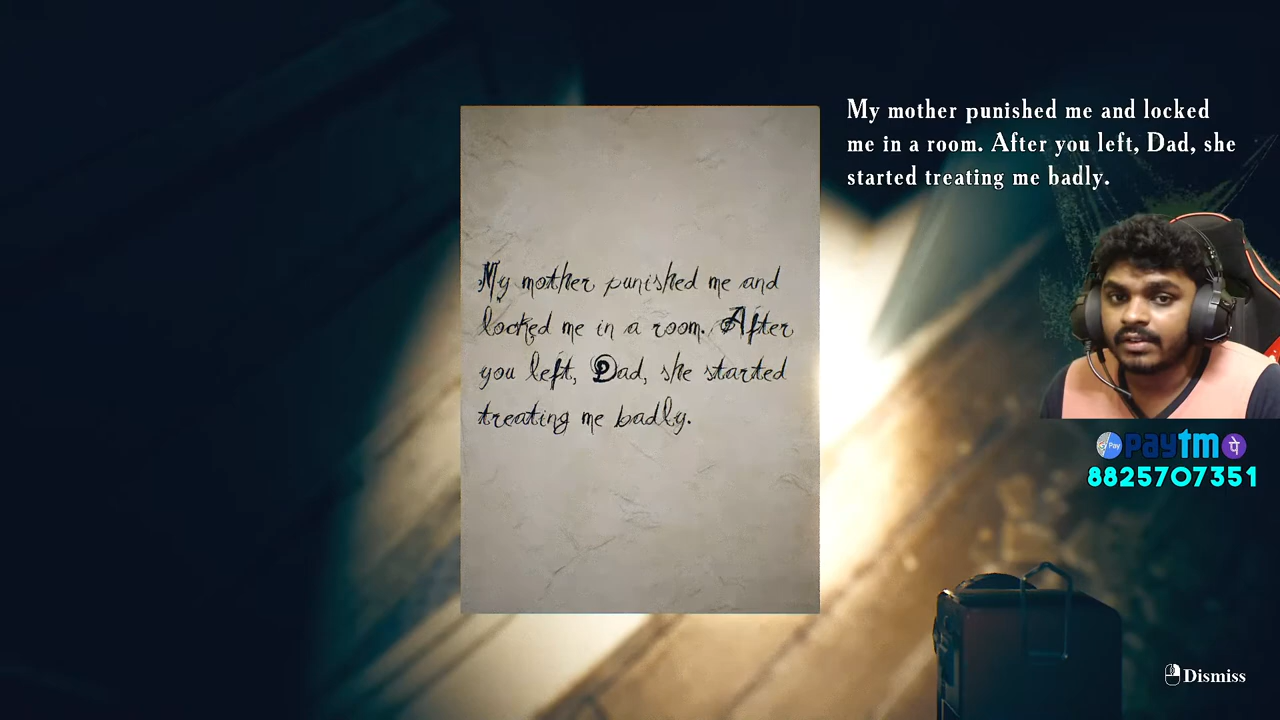 My mother punished me and locked
me in a room. After you left, Dad, she
started treating me badly.
My mother punished me and
locked me in a room. After
you left, Dad, she started
treating me badly.
Pay paytm पे
8825707351
Dismiss